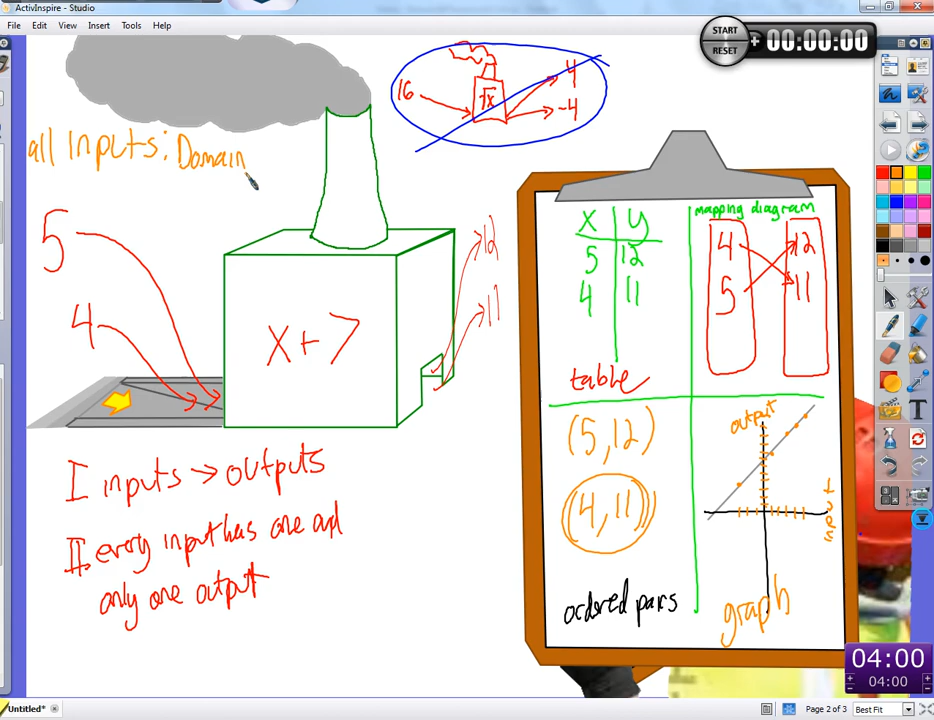 ActivInspire - Studio
File Edit View Insert Tools Help
START
RESET
+ 00:00:00
all Inputs: Domain
16
√x
4
-4
5
4
x+7
12
11
I inputs → outputs
II. every input has one and
only one output
x y
5 12
4 11
table
mapping diagram
4 12
5 11
(5,12)
(4,11)
ordered pairs
output
input
graph
04:00
04:00
Untitled*
Page 2 of 3
Best Fit